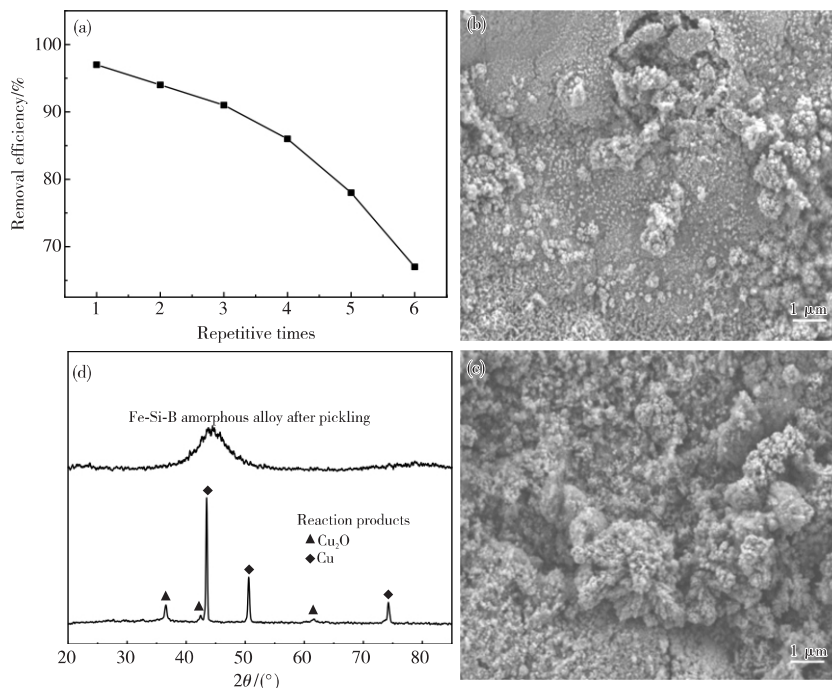 (a)
100
90
80
70
Removal efficiency/%
1 2 3 4 5 6
Repetitive times
(b)
1 μm
(d)
Fe-Si-B amorphous alloy after pickling
Reaction products
▲ Cu₂O
◆ Cu
20 30 40 50 60 70 80
2θ/(°)
(c)
1 μm